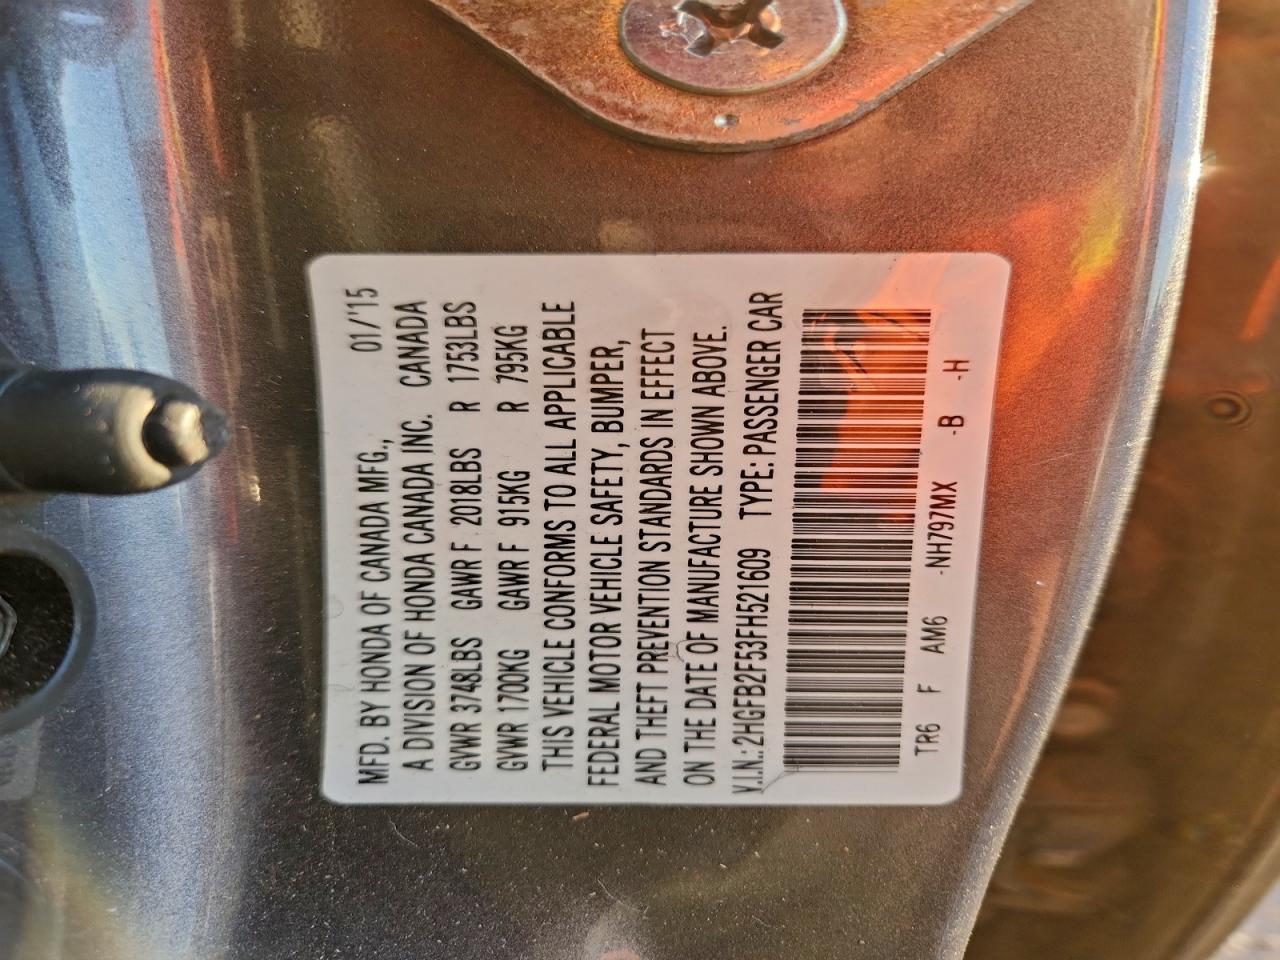 MFD. BY HONDA OF CANADA MFG., 01/'15
A DIVISION OF HONDA CANADA INC. CANADA
GVWR 3748LBS GAWR F 2018LBS R 1753LBS
GVWR 1700KG GAWR F 915KG R 795KG
THIS VEHICLE CONFORMS TO ALL APPLICABLE
FEDERAL MOTOR VEHICLE SAFETY, BUMPER,
AND THEFT PREVENTION STANDARDS IN EFFECT
ON THE DATE OF MANUFACTURE SHOWN ABOVE.
V.I.N.: 2HGFB2F53FH521609 TYPE: PASSENGER CAR
TR6 F AM6 -NH797MX -B -H